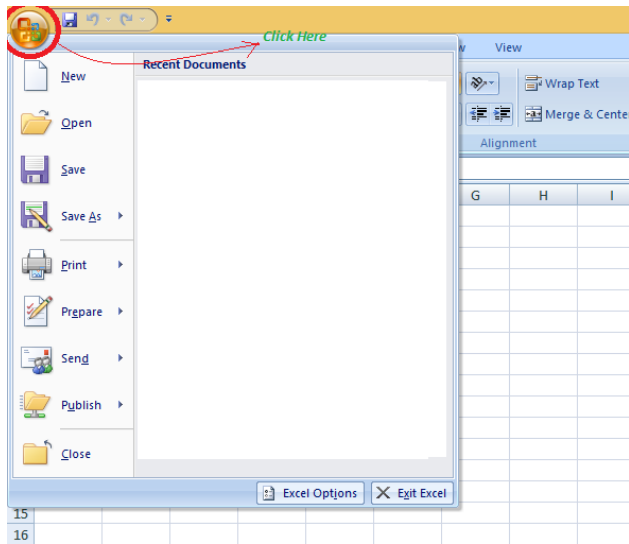 Click Here
View
Recent Documents
New
Wrap Text
Open
Merge & Cente
Alignment
Save
G H I
Save As
Print
Prepare
Send
Publish
Close
Excel Options Exit Excel
15
16